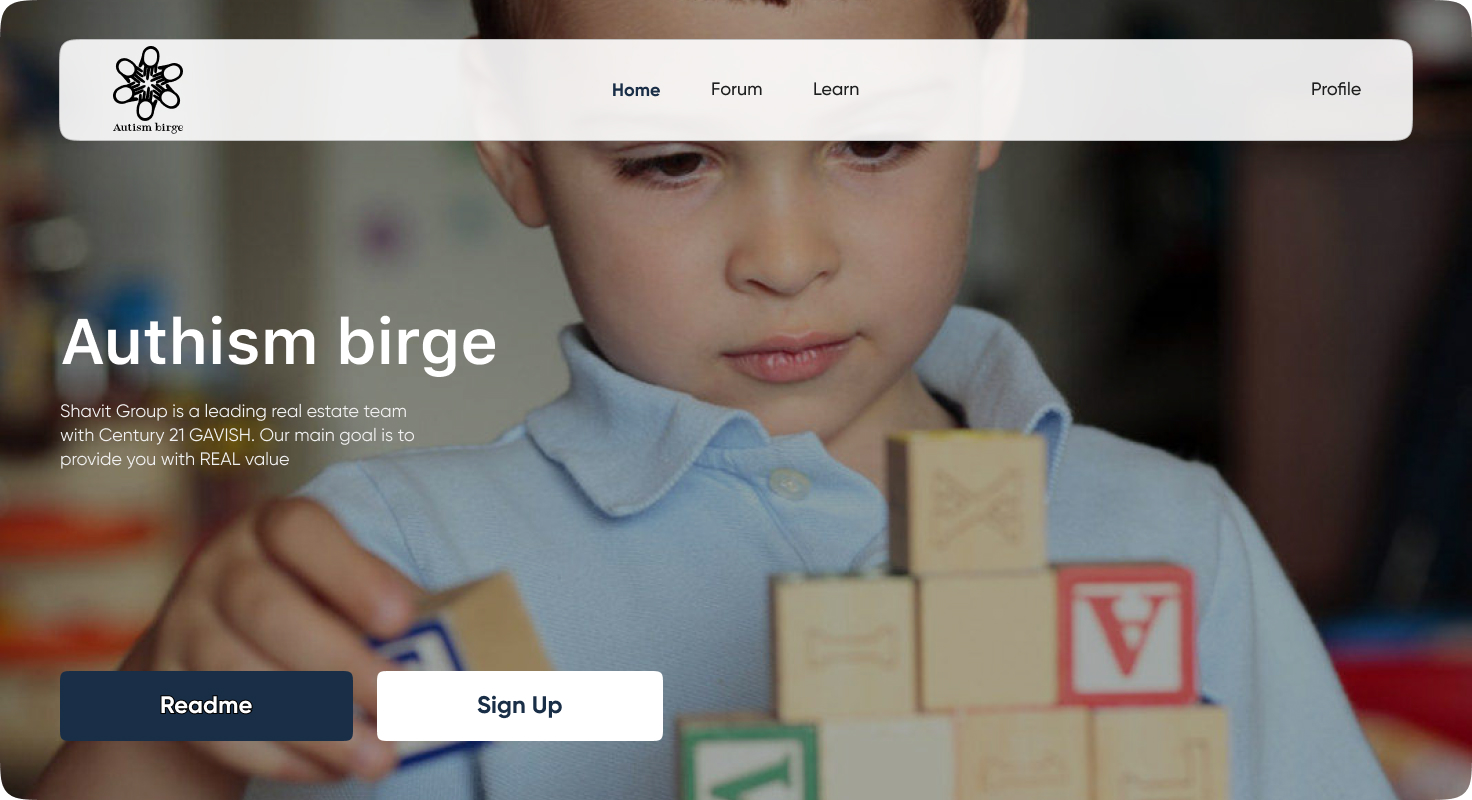 Autism birge
Home
Forum
Learn
Profile
Authism birge
Shavit Group is a leading real estate team
with Century 21 GAVISH. Our main goal is to
provide you with REAL value
X
I
A
Readme
Sign Up